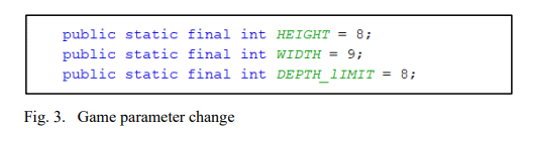 public static final int HEIGHT = 8;
public static final int WIDTH = 9;
public static final int DEPTH_lIMIT = 8;
Fig. 3. Game parameter change